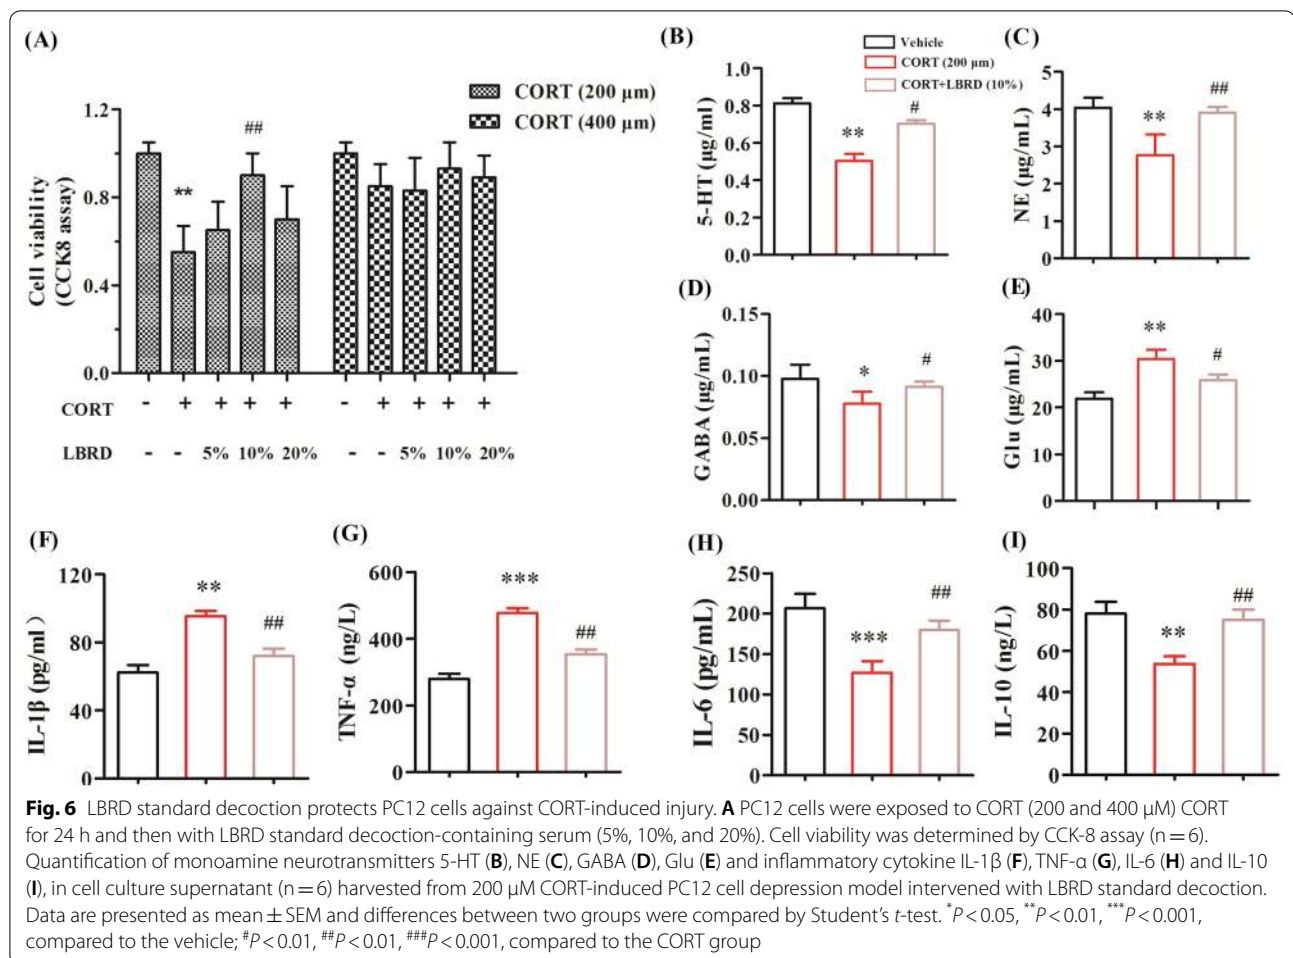 (A)
CORT (200 μm)
CORT (400 μm)
Cell viability
(CCK8 assay)
1.2
0.8
0.4
0.0
**
##
CORT - + + + + - + + + +
LBRD - - 5% 10% 20% - - 5% 10% 20%
(B)
Vehicle
CORT (200 μm)
CORT+LBRD (10%)
5-HT (μg/ml)
1.0
0.8
0.6
0.4
0.2
0.0
**
#
(C)
NE (μg/mL)
5
4
3
2
1
0
**
##
(D)
GABA (μg/mL)
0.15
0.10
0.05
0.00
*
#
(E)
Glu (μg/mL)
40
30
20
10
0
**
#
(F)
IL-1β (pg/ml)
120
80
40
0
**
##
(G)
TNF-α (ng/L)
600
400
200
0
***
##
(H)
IL-6 (pg/mL)
250
200
150
100
50
0
***
##
(I)
IL-10 (ng/L)
100
80
60
40
20
0
**
##
Fig. 6 LBRD standard decoction protects PC12 cells against CORT-induced injury. A PC12 cells were exposed to CORT (200 and 400 μM) CORT
for 24 h and then with LBRD standard decoction-containing serum (5%, 10%, and 20%). Cell viability was determined by CCK-8 assay (n = 6).
Quantification of monoamine neurotransmitters 5-HT (B), NE (C), GABA (D), Glu (E) and inflammatory cytokine IL-1β (F), TNF-α (G), IL-6 (H) and IL-10
(I), in cell culture supernatant (n = 6) harvested from 200 μM CORT-induced PC12 cell depression model intervened with LBRD standard decoction.
Data are presented as mean ± SEM and differences between two groups were compared by Student's t-test. *P < 0.05, **P < 0.01, ***P < 0.001,
compared to the vehicle; #P < 0.01, ##P < 0.01, ###P < 0.001, compared to the CORT group